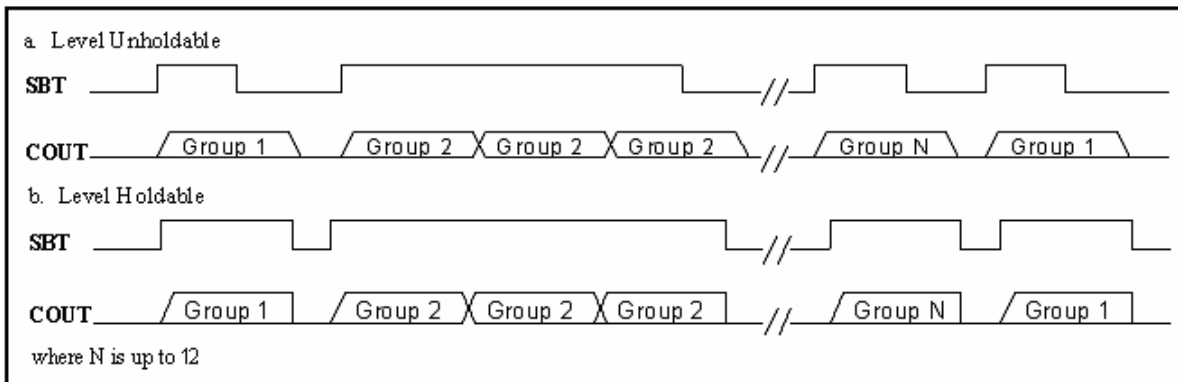 a. Level Unholdable
SBT
COUT Group 1 Group 2 Group 2 Group 2 // Group N Group 1
b. Level Holdable
SBT
COUT Group 1 Group 2 Group 2 Group 2 // Group N Group 1
where N is up to 12